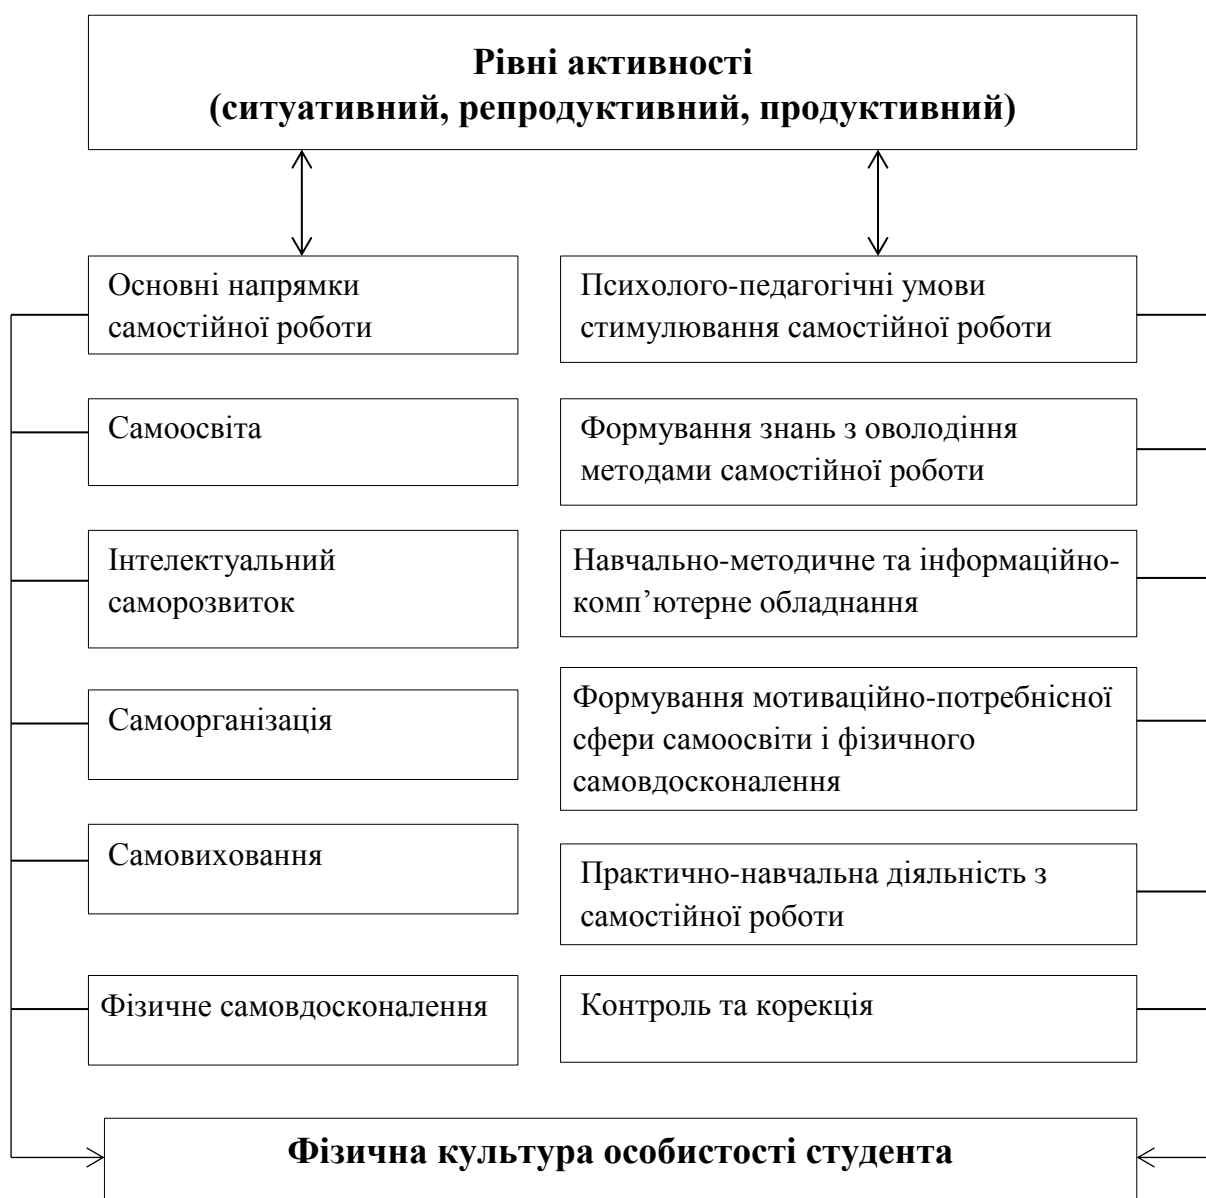 Рівні активності
(ситуативний, репродуктивний, продуктивний)
Основні напрямки
самостійної роботи
Самоосвіта
Інтелектуальний
саморозвиток
Самоорганізація
Самовиховання
Фізичне самовдосконалення
Психолого-педагогічні умови
стимулювання самостійної роботи
Формування знань з оволодіння
методами самостійної роботи
Навчально-методичне та інформаційно-
комп’ютерне обладнання
Формування мотиваційно-потребнісної
сфери самоосвіти і фізичного
самовдосконалення
Практично-навчальна діяльність з
самостійної роботи
Контроль та корекція
Фізична культура особистості студента